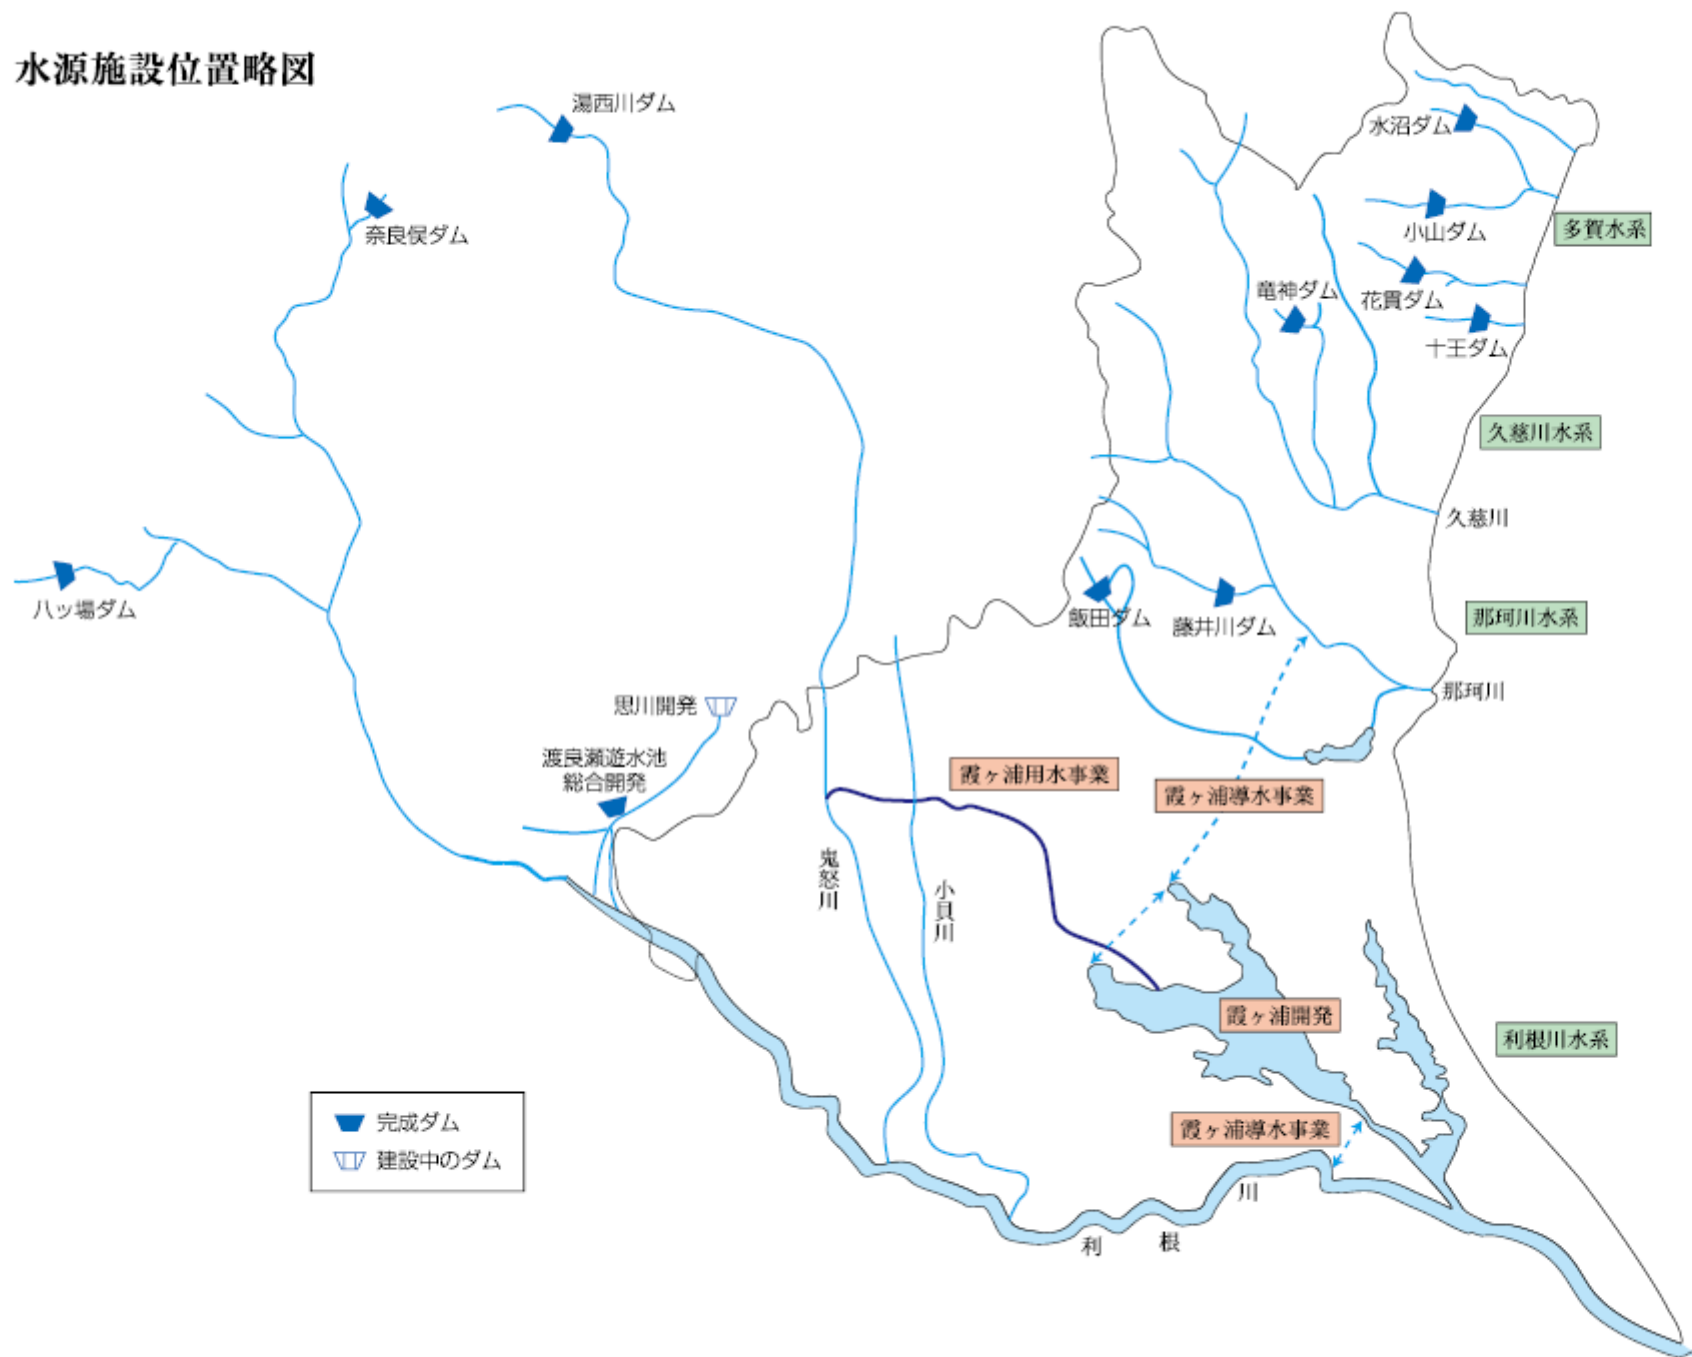 水源施設位置略図
湯西川ダム
水沼ダム
奈良俣ダム
小山ダム
多賀水系
竜神ダム
花貫ダム
十王ダム
久慈川水系
久慈川
八ッ場ダム
飯田ダム
藤井川ダム
那珂川水系
那珂川
思川開発
渡良瀬遊水池
総合開発
霞ヶ浦用水事業
霞ヶ浦導水事業
鬼怒川
小貝川
霞ヶ浦開発
利根川水系
完成ダム
建設中のダム
霞ヶ浦導水事業
利根川